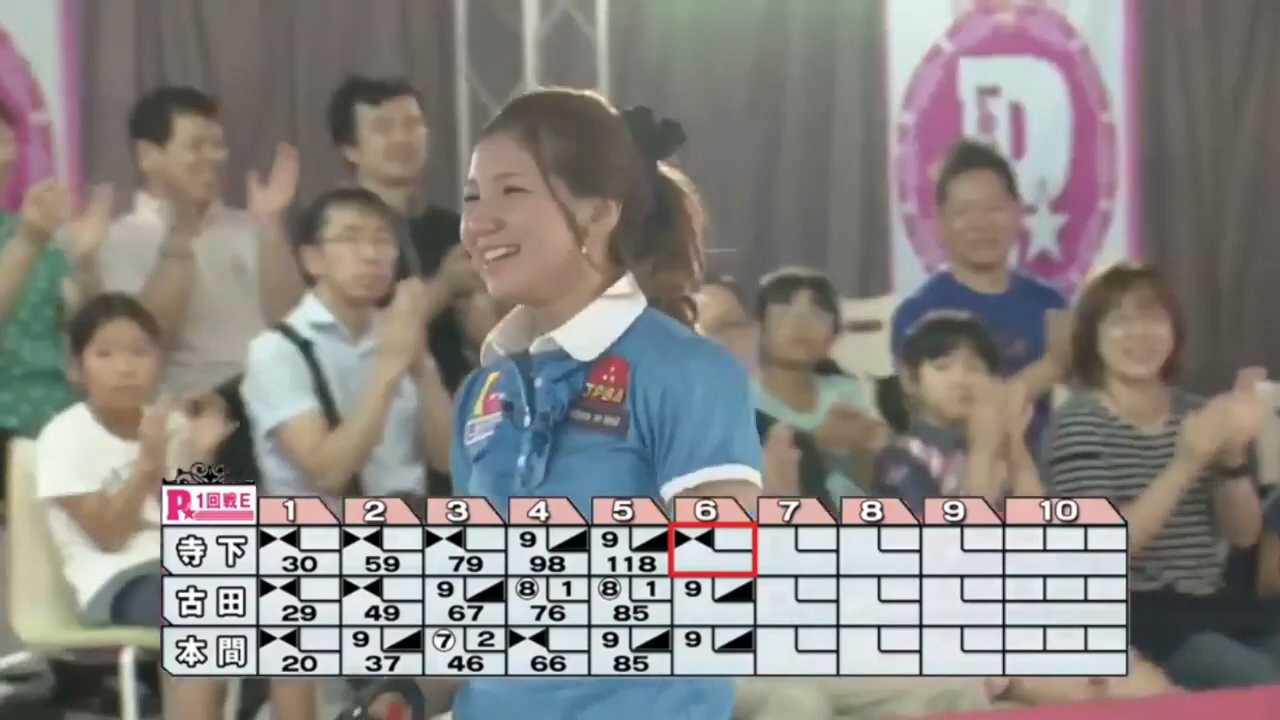 P
JPBA
P★ 1回戦E 1 2 3 4 5 6 7 8 9 10
寺下 9 9
30 59 79 98 118
古田 9 ⑧ 1 ⑧ 1 9
29 49 67 76 85
本間 9 ⑦ 2 9 9
20 37 46 66 85